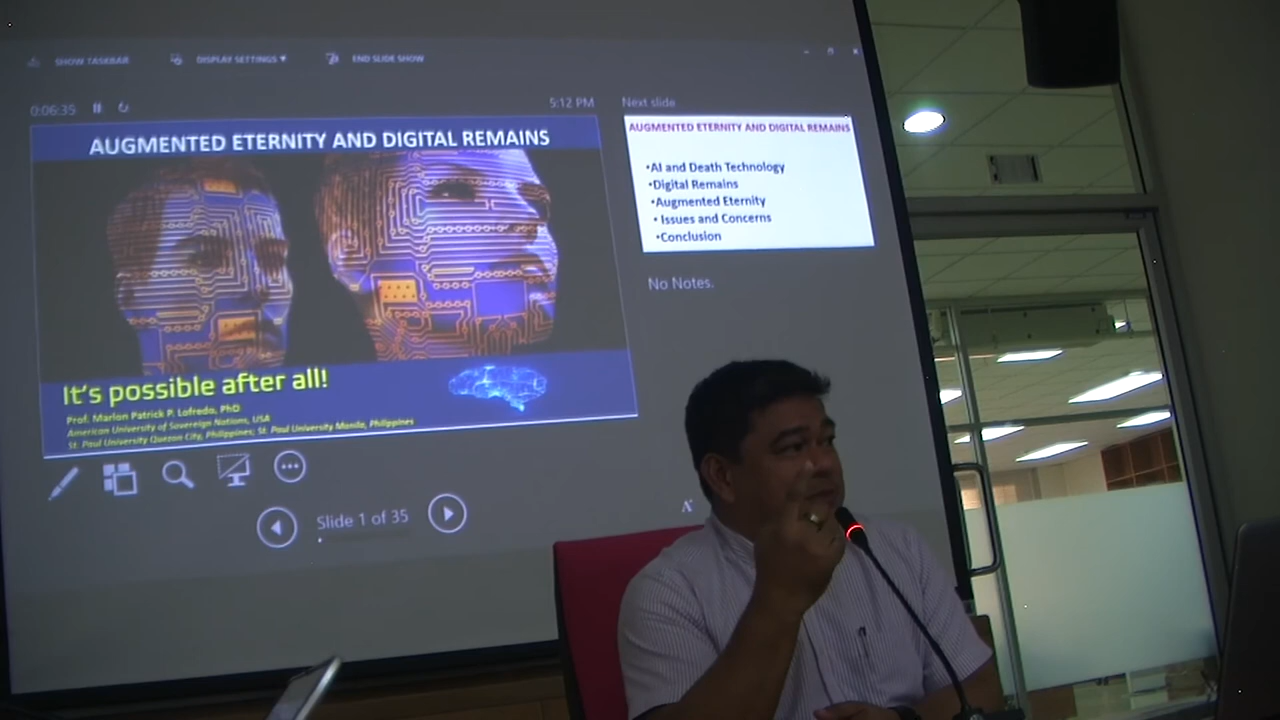 SHOW TASKBAR
DISPLAY SETTINGS
END SLIDE SHOW
0:06:35
5:12 PM
Next slide
AUGMENTED ETERNITY AND DIGITAL REMAINS
It's possible after all!
Prof. Marlon Patrick P. Lofredo, PhD
American University of Sovereign Nations, USA
St. Paul University Quezon City, Philippines; St. Paul University Manila, Philippines
AUGMENTED ETERNITY AND DIGITAL REMAINS
•AI and Death Technology
•Digital Remains
•Augmented Eternity
• Issues and Concerns
•Conclusion
No Notes.
Slide 1 of 35